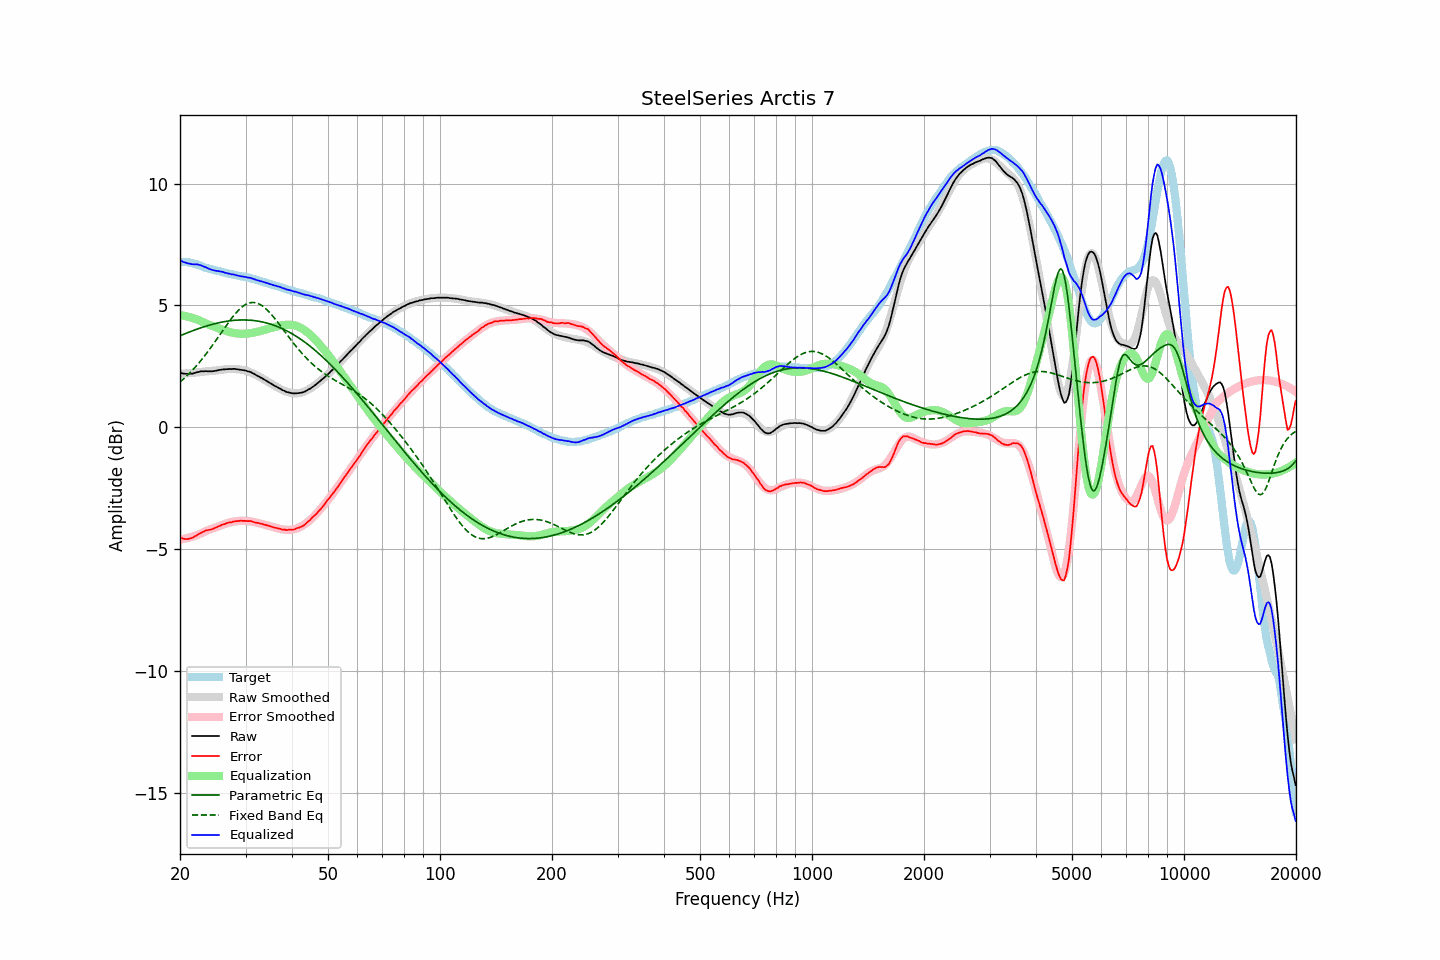 SteelSeries Arctis 7
Amplitude (dBr)
10
5
0
−5
−10
−15
Target
Raw Smoothed
Error Smoothed
Raw
Error
Equalization
Parametric Eq
Fixed Band Eq
Equalized
20 50 100 200 500 1000 2000 5000 10000 20000
Frequency (Hz)